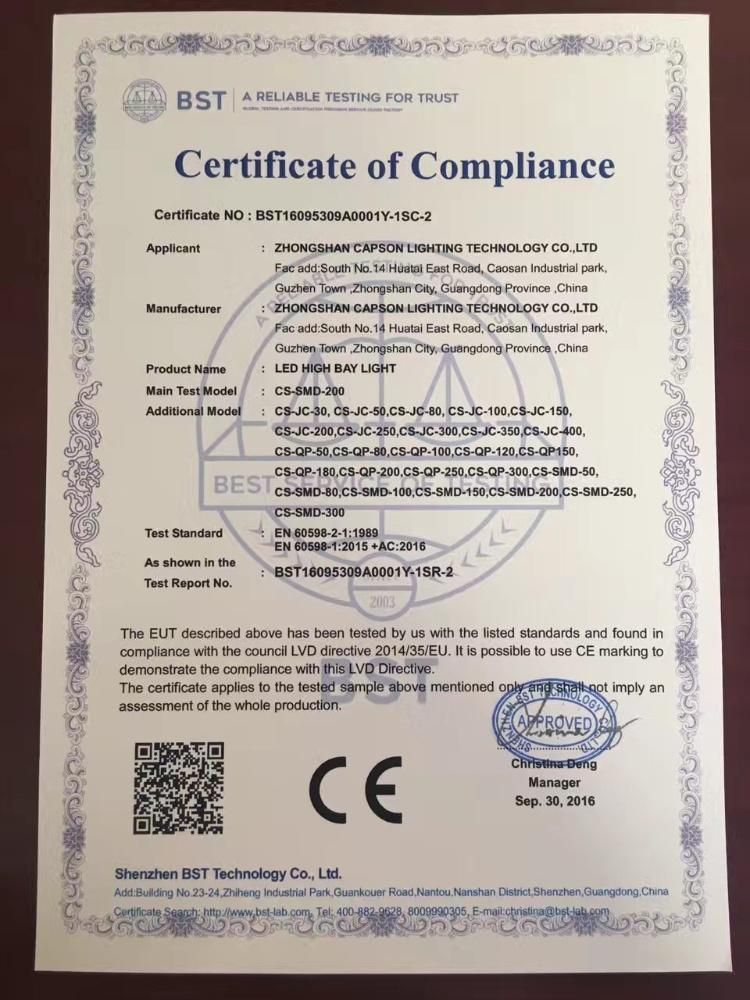 BST
A RELIABLE TESTING FOR TRUST
Certificate of Compliance
Certificate NO : BST16095309A0001Y-1SC-2
Applicant : ZHONGSHAN CAPSON LIGHTING TECHNOLOGY CO.,LTD
Fac add:South No.14 Huatai East Road, Caosan Industrial park,
Guzhen Town ,Zhongshan City, Guangdong Province ,China
Manufacturer : ZHONGSHAN CAPSON LIGHTING TECHNOLOGY CO.,LTD
Fac add:South No.14 Huatai East Road, Caosan Industrial park,
Guzhen Town ,Zhongshan City, Guangdong Province ,China
Product Name : LED HIGH BAY LIGHT
Main Test Model : CS-SMD-200
Additional Model : CS-JC-30, CS-JC-50,CS-JC-80, CS-JC-100,CS-JC-150,
CS-JC-200,CS-JC-250,CS-JC-300,CS-JC-350,CS-JC-400,
CS-QP-50,CS-QP-80,CS-QP-100,CS-QP-120,CS-QP150,
CS-QP-180,CS-QP-200,CS-QP-250,CS-QP-300,CS-SMD-50,
CS-SMD-80,CS-SMD-100,CS-SMD-150,CS-SMD-200,CS-SMD-250,
CS-SMD-300
Test Standard : EN 60598-2-1:1989
EN 60598-1:2015 +AC:2016
As shown in the
Test Report No. : BST16095309A0001Y-1SR-2
A RELIABLE TESTING FOR TRUST
BEST SERVICE OF TESTING
SINCE
2003
BST
The EUT described above has been tested by us with the listed standards and found in
compliance with the council LVD directive 2014/35/EU. It is possible to use CE marking to
demonstrate the compliance with this LVD Directive.
The certificate applies to the tested sample above mentioned only and shall not imply an
assessment of the whole production.
SHENZHEN BST TECHNOLOGY CO., LTD
APPROVED
Christina Deng
Manager
Sep. 30, 2016
CE
Shenzhen BST Technology Co., Ltd.
Add:Building No.23-24,Zhiheng Industrial Park,Guankouer Road,Nantou,Nanshan District,Shenzhen,Guangdong,China
Certificate Search: http://www.bst-lab.com, Tel: 400-882-9628, 8009990305, E-mail:christina@bst-lab.com